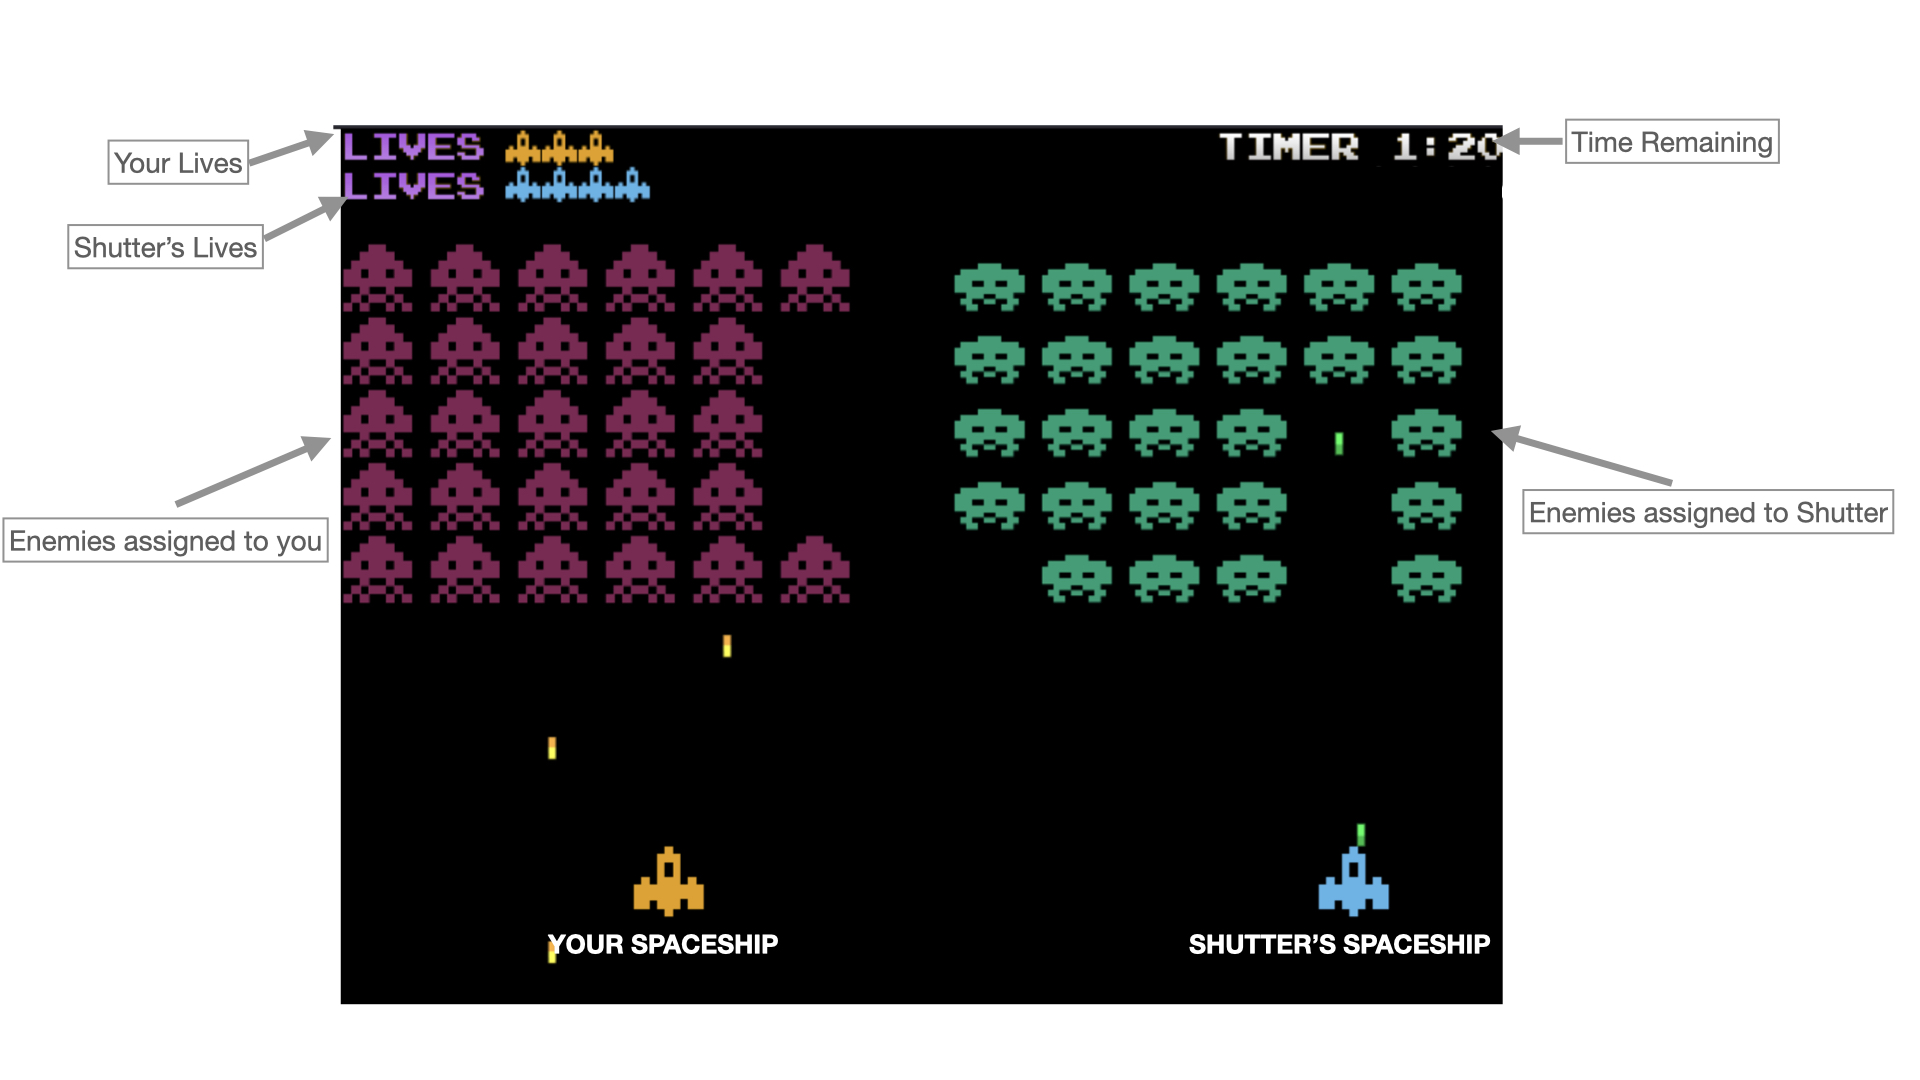 Your Lives
LIVES
TIMER 1:20
Time Remaining
LIVES
Shutter's Lives
Enemies assigned to you
Enemies assigned to Shutter
YOUR SPACESHIP
SHUTTER'S SPACESHIP